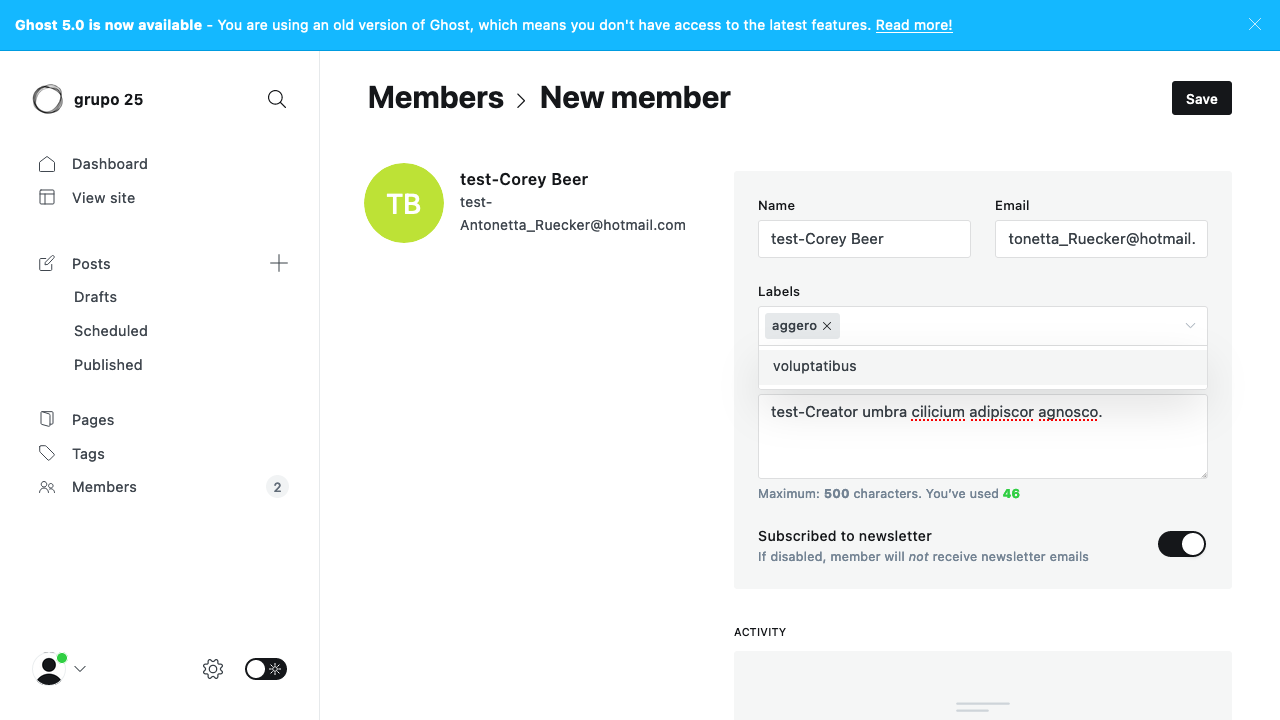 Ghost 5.0 is now available - You are using an old version of Ghost, which means you don't have access to the latest features. Read more!
grupo 25
Dashboard
View site
Posts
Drafts
Scheduled
Published
Pages
Tags
Members 2
Members > New member
Save
TB
test-Corey Beer
test-
Antonetta_Ruecker@hotmail.com
Name
test-Corey Beer
Email
tonetta_Ruecker@hotmail.
Labels
aggero
voluptatibus
test-Creator umbra cilicium adipiscor agnosco.
Maximum: 500 characters. You've used 46
Subscribed to newsletter
If disabled, member will not receive newsletter emails
ACTIVITY